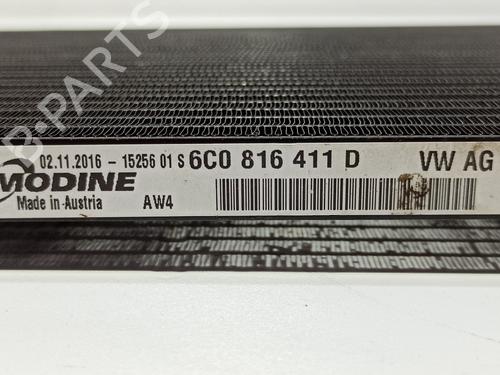 B-PARTS
02.11.2016 - 15256 01 S 6C0 816 411 D VW AG
MODINE
Made in Austria AW4